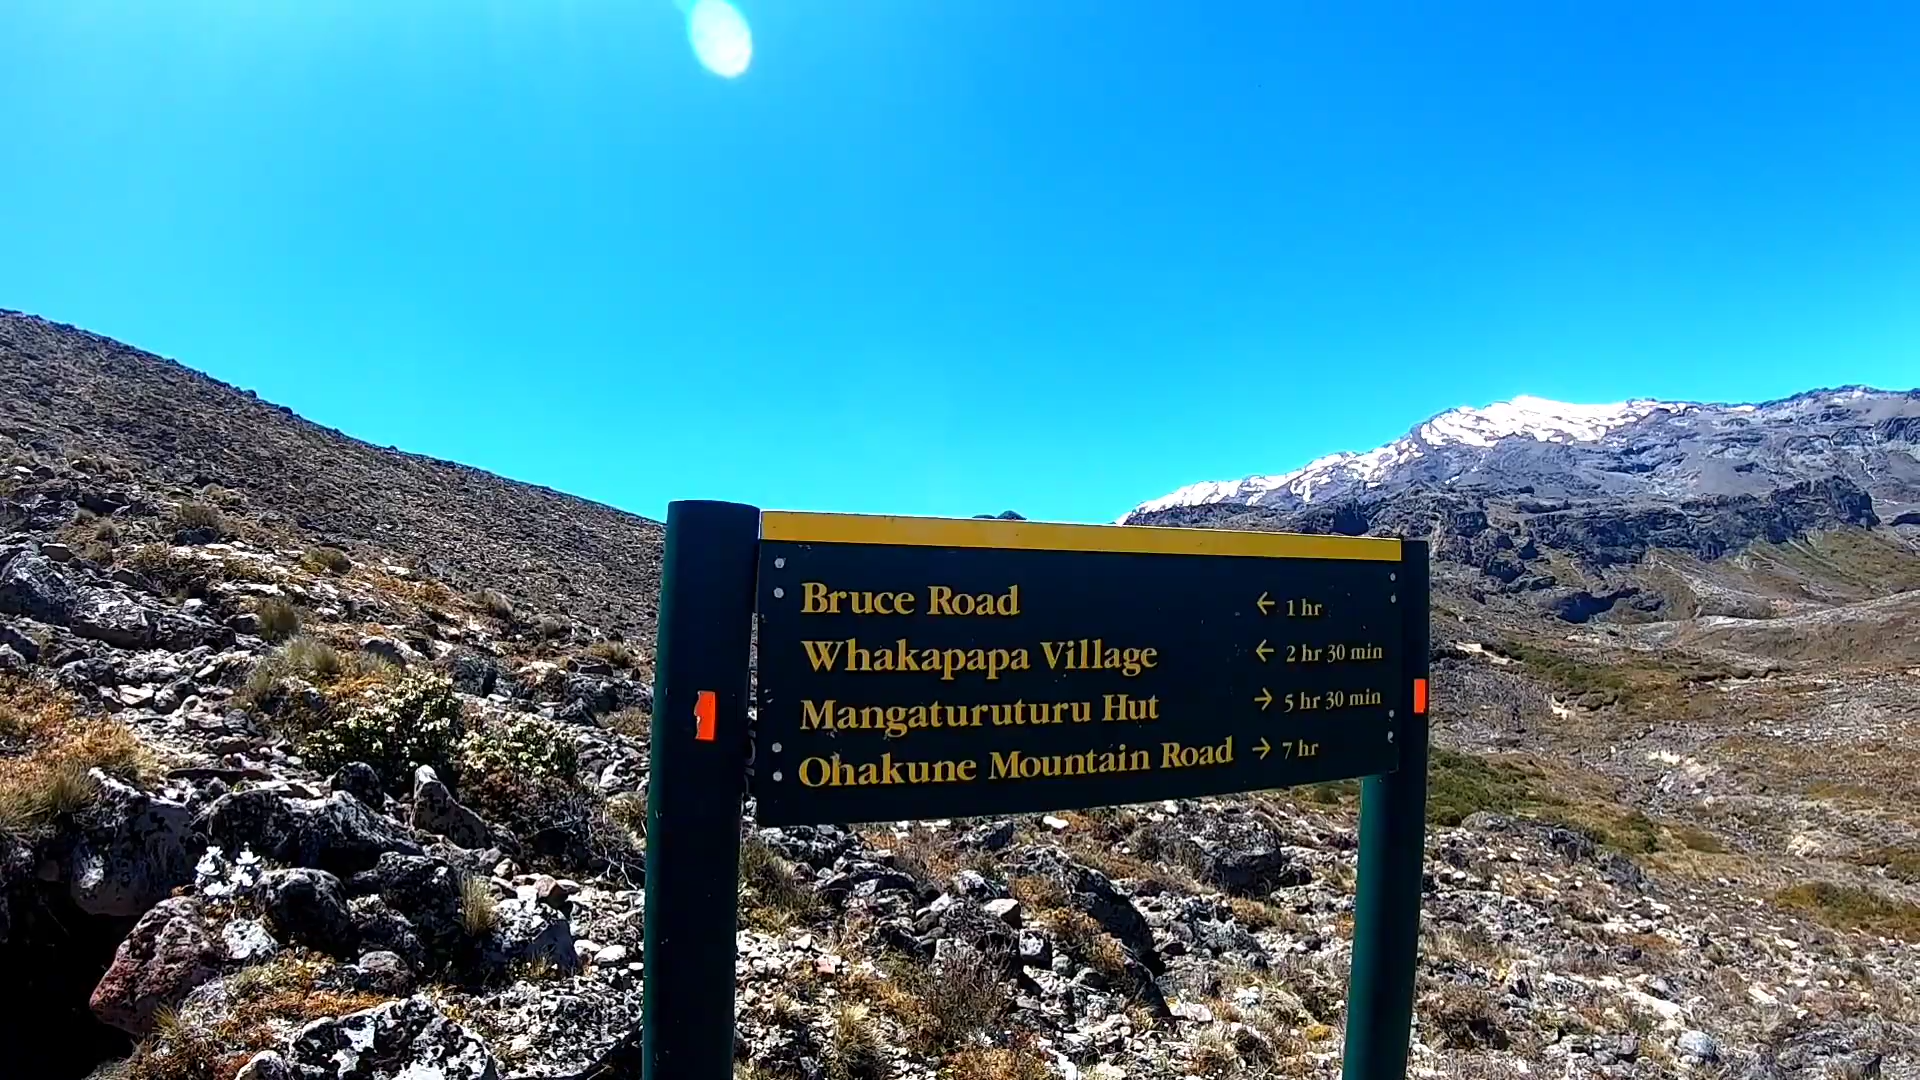 Bruce Road ← 1 hr
Whakapapa Village ← 2 hr 30 min
Mangaturuturu Hut → 5 hr 30 min
Ohakune Mountain Road → 7 hr